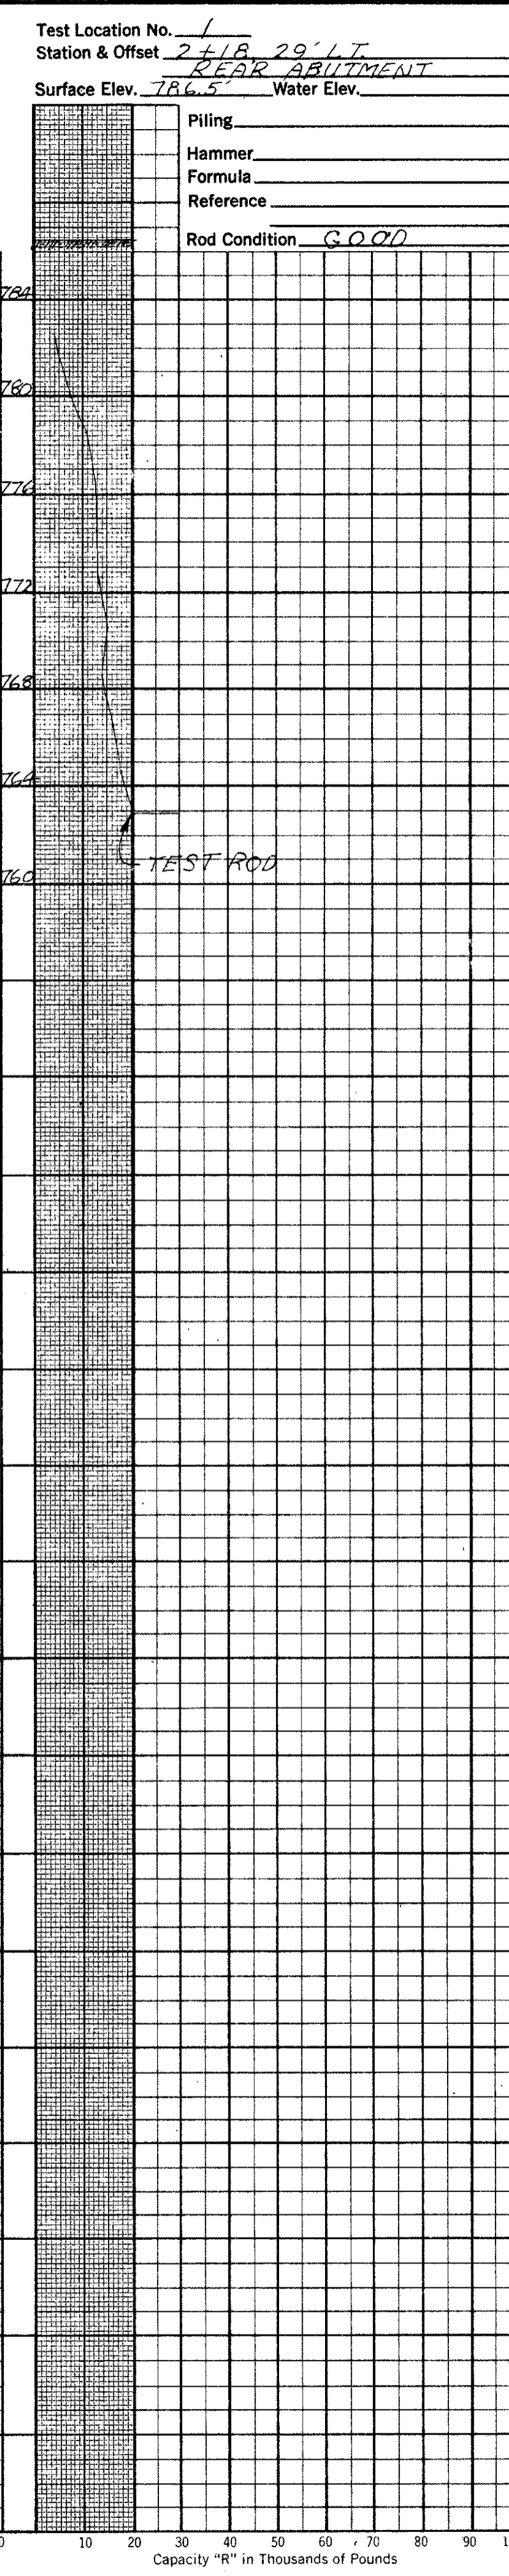 Test Location No. 1
Station & Offset 2+18, 29' LT.
REAR ABUTMENT
Surface Elev. 786.5' Water Elev.
Piling
Hammer
Formula
Reference
Rod Condition GOOD
784
780
776
772
768
764
TEST ROD
760
0 10 20 30 40 50 60 70 80 90 1
Capacity "R" in Thousands of Pounds